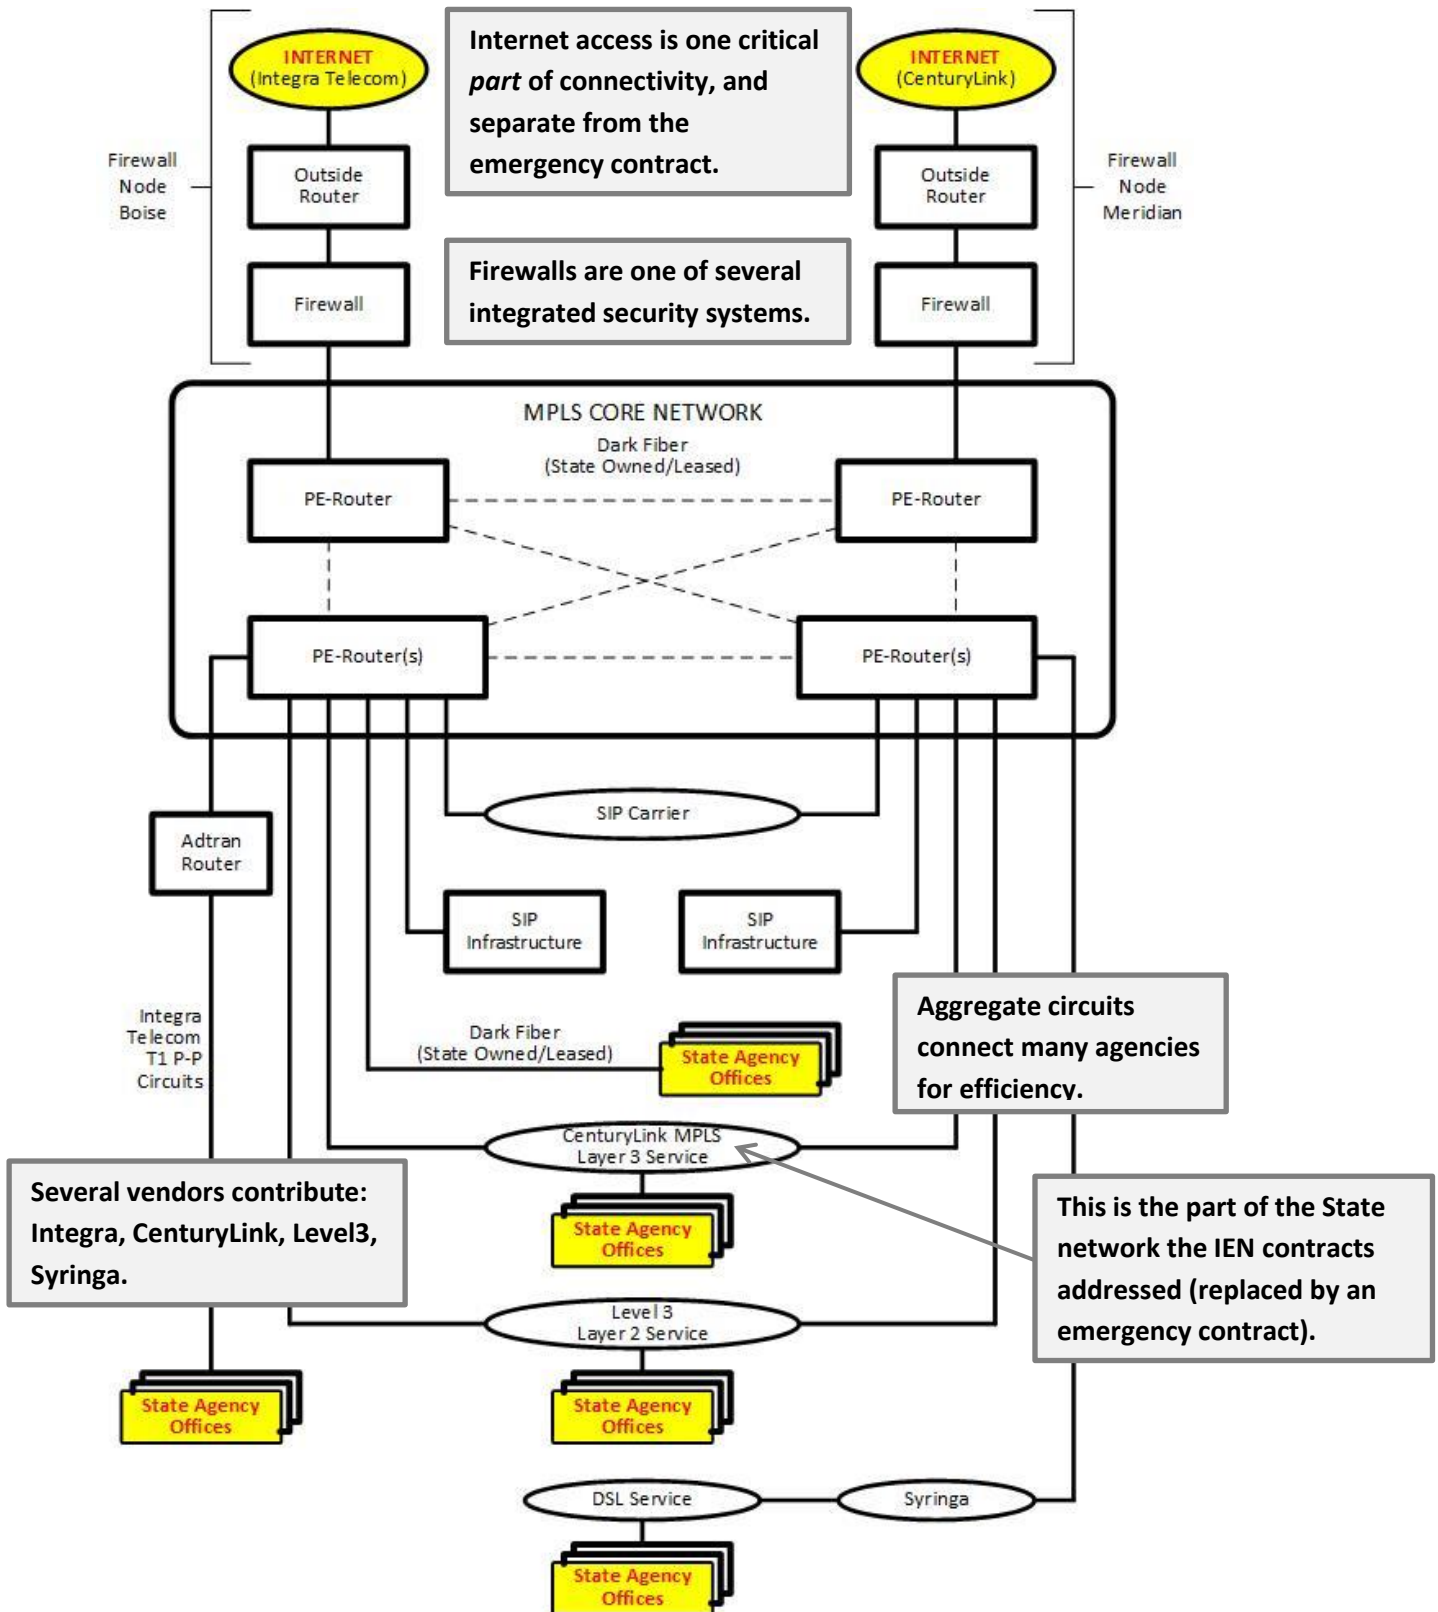 INTERNET
(Integra Telecom)
Internet access is one critical
part of connectivity, and
separate from the
emergency contract.
INTERNET
(CenturyLink)
Firewall
Node
Boise
Outside
Router
Outside
Router
Firewall
Node
Meridian
Firewall
Firewalls are one of several
integrated security systems.
Firewall
MPLS CORE NETWORK
Dark Fiber
(State Owned/Leased)
PE-Router
PE-Router
PE-Router(s)
PE-Router(s)
SIP Carrier
Adtran
Router
SIP
Infrastructure
SIP
Infrastructure
Integra
Telecom
T1 P-P
Circuits
Dark Fiber
(State Owned/Leased)
State Agency
Offices
Aggregate circuits
connect many agencies
for efficiency.
CenturyLink MPLS
Layer 3 Service
Several vendors contribute:
Integra, CenturyLink, Level3,
Syringa.
State Agency
Offices
This is the part of the State
network the IEN contracts
addressed (replaced by an
emergency contract).
Level 3
Layer 2 Service
State Agency
Offices
State Agency
Offices
DSL Service
Syringa
State Agency
Offices